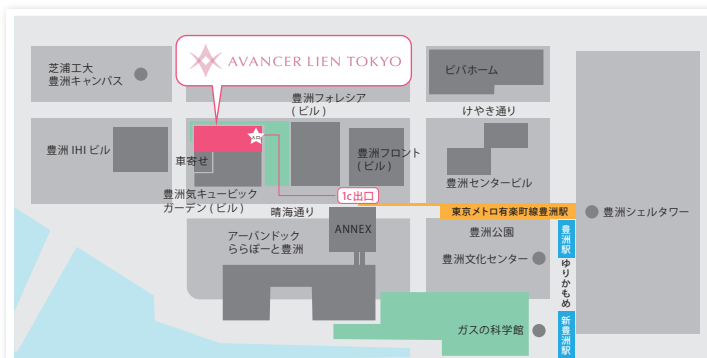 AVANCER LIEN TOKYO
芝浦工大
豊洲キャンパス
ビバホーム
豊洲フォレシア
(ビル)
けやき通り
入口
豊洲 IHI ビル
車寄せ
豊洲フロント
(ビル)
豊洲センタービル
豊洲気キュービック
ガーデン(ビル)
1c出口
晴海通り
東京メトロ有楽町線豊洲駅
豊洲シェルタワー
アーバンドック
ららぽーと豊洲
ANNEX
豊洲公園
豊洲駅
豊洲文化センター
ゆりかもめ
ガスの科学館
新豊洲駅